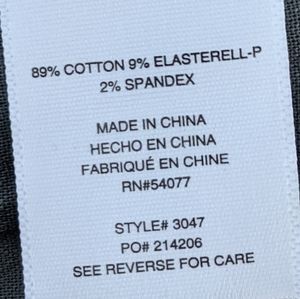 89% COTTON 9% ELASTERELL-P
2% SPANDEX
MADE IN CHINA
HECHO EN CHINA
FABRIQUÉ EN CHINE
RN#54077
STYLE# 3047
PO# 214206
SEE REVERSE FOR CARE